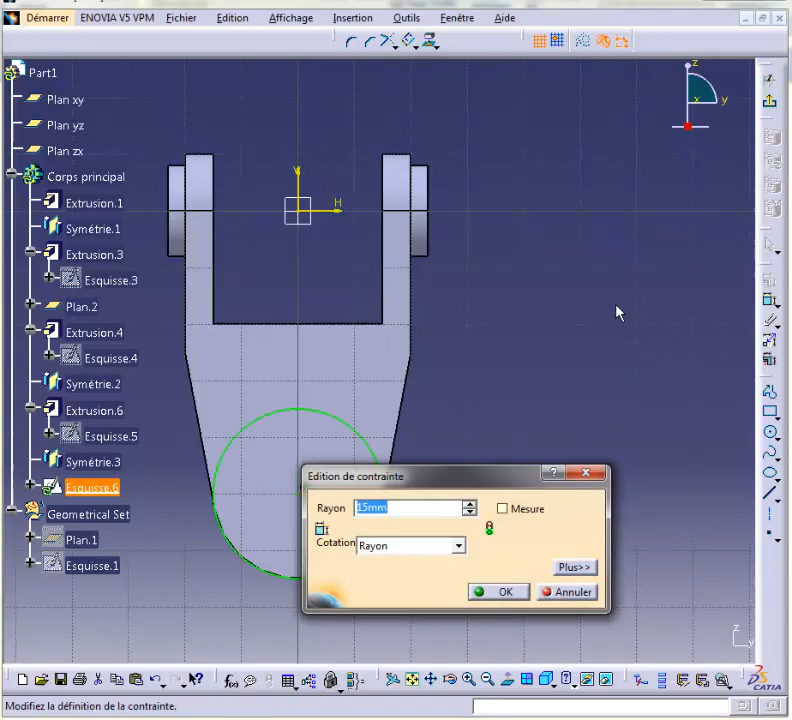 Démarrer ENOVIA V5 VPM Fichier Edition Affichage Insertion Outils Fenêtre Aide
Part1
Plan xy
Plan yz
Plan zx
Corps principal
Extrusion.1
Symétrie.1
Extrusion.3
Esquisse.3
Plan.2
Extrusion.4
Esquisse.4
Symétrie.2
Extrusion.6
Esquisse.5
Symétrie.3
Esquisse.6
Geometrical Set
Plan.1
Esquisse.1
V
H
z
x
y
Edition de contrainte
Rayon 15mm Mesure
Cotation Rayon
Plus>>
OK Annuler
z
y
f(x)
CATIA
Modifiez la définition de la contrainte.